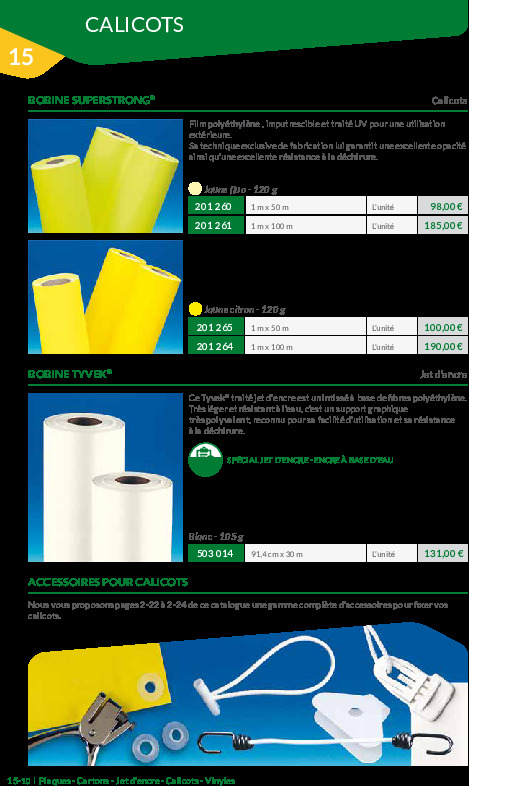 CALICOTS
15
BOBINE SUPERSTRONG®
Calicots
Film polyéthylène, imputrescible et traité UV pour une utilisation
extérieure.
Sa technique exclusive de fabrication lui garantit une excellente opacité
ainsi qu'une excellente résistance à la déchirure.
Jaune fluo - 120 g
201 260 1 m x 50 m L'unité 98,00 €
201 261 1 m x 100 m L'unité 185,00 €
Jaune citron - 120 g
201 265 1 m x 50 m L'unité 100,00 €
201 264 1 m x 100 m L'unité 190,00 €
BOBINE TYVEK®
Jet d'encre
Ce Tyvek® traité jet d'encre est un intissé à base de fibres polyéthylène.
Très léger et résistant à l'eau, c'est un support graphique
très polyvalent, reconnu pour sa facilité d'utilisation et sa résistance
à la déchirure.
SPÉCIAL JET D'ENCRE - ENCRE À BASE D'EAU
Blanc - 105 g
503 014 91,4 cm x 30 m L'unité 131,00 €
ACCESSOIRES POUR CALICOTS
Nous vous proposons pages 2-22 à 2-24 de ce catalogue une gamme complète d'accessoires pour fixer vos
calicots.
15-10 | Plaques - Cartons - Jet d'encre - Calicots - Vinyles